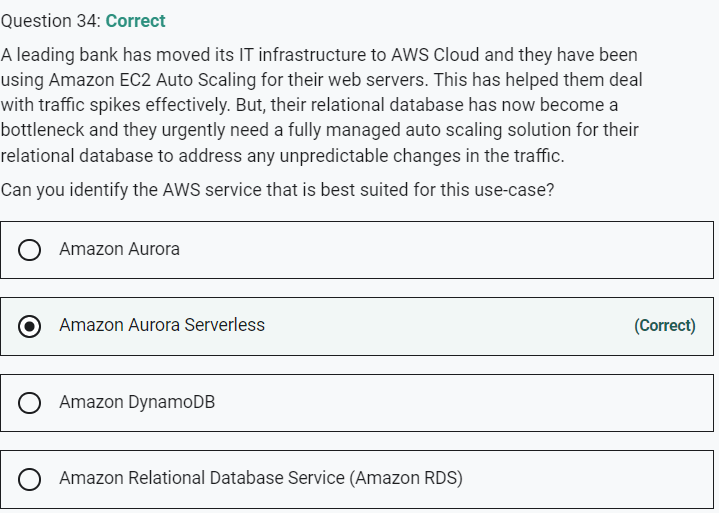 Question 34: Correct
A leading bank has moved its IT infrastructure to AWS Cloud and they have been
using Amazon EC2 Auto Scaling for their web servers. This has helped them deal
with traffic spikes effectively. But, their relational database has now become a
bottleneck and they urgently need a fully managed auto scaling solution for their
relational database to address any unpredictable changes in the traffic.
Can you identify the AWS service that is best suited for this use-case?
Amazon Aurora
Amazon Aurora Serverless (Correct)
Amazon DynamoDB
Amazon Relational Database Service (Amazon RDS)